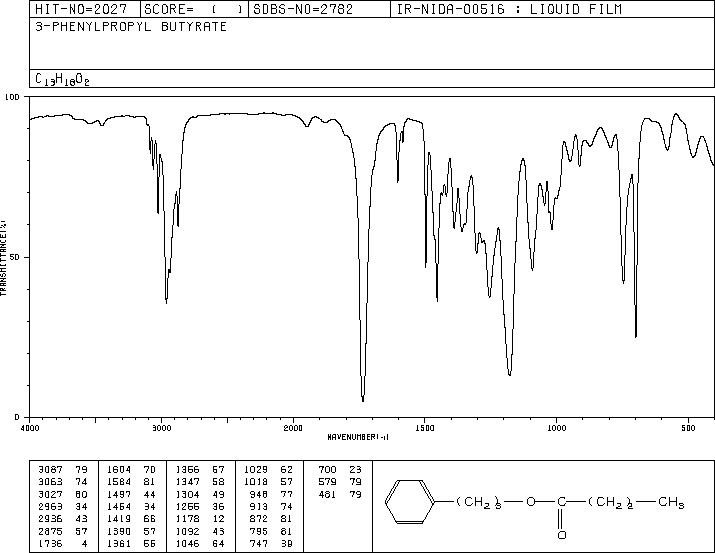 HIT-NO=2027 SCORE= ( ) SDBS-NO=2782 IR-NIDA-00516 : LIQUID FILM
3-PHENYLPROPYL BUTYRATE
C13H18O2
100
50
0
TRANSMITTANCE(%)
4000 3000 2000 1500 1000 500
WAVENUMBER(-1)
3087 79 1604 70 1356 57 1029 62 700 23
3063 74 1584 81 1347 58 1018 57 579 79
3027 60 1497 44 1304 49 948 77 481 79
2963 34 1454 34 1256 36 913 74
2936 43 1419 66 1178 12 872 81
2875 57 1390 57 1092 43 796 81
1736 4 1361 56 1046 64 747 39
(CH2)3 O C (CH2)2 CH3
O